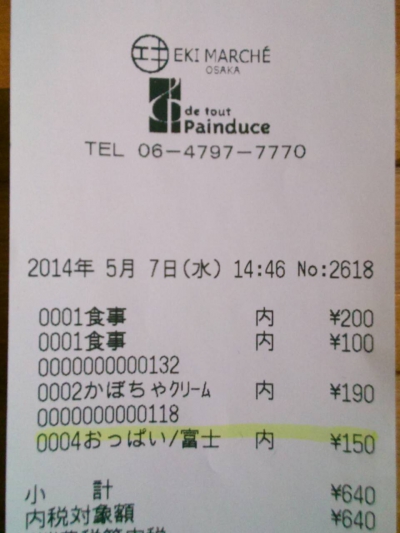 EKI MARCHÉ
OSAKA
de tout
Painduce
TEL 06-4797-7770
2014年 5月 7日(水) 14:46 No:2618
0001食事 内 ¥200
0001食事 内 ¥100
0000000000132
0002かぼちゃクリーム 内 ¥190
0000000000118
0004おっぱい/富士 内 ¥150
小 計 ¥640
内税対象額 ¥640